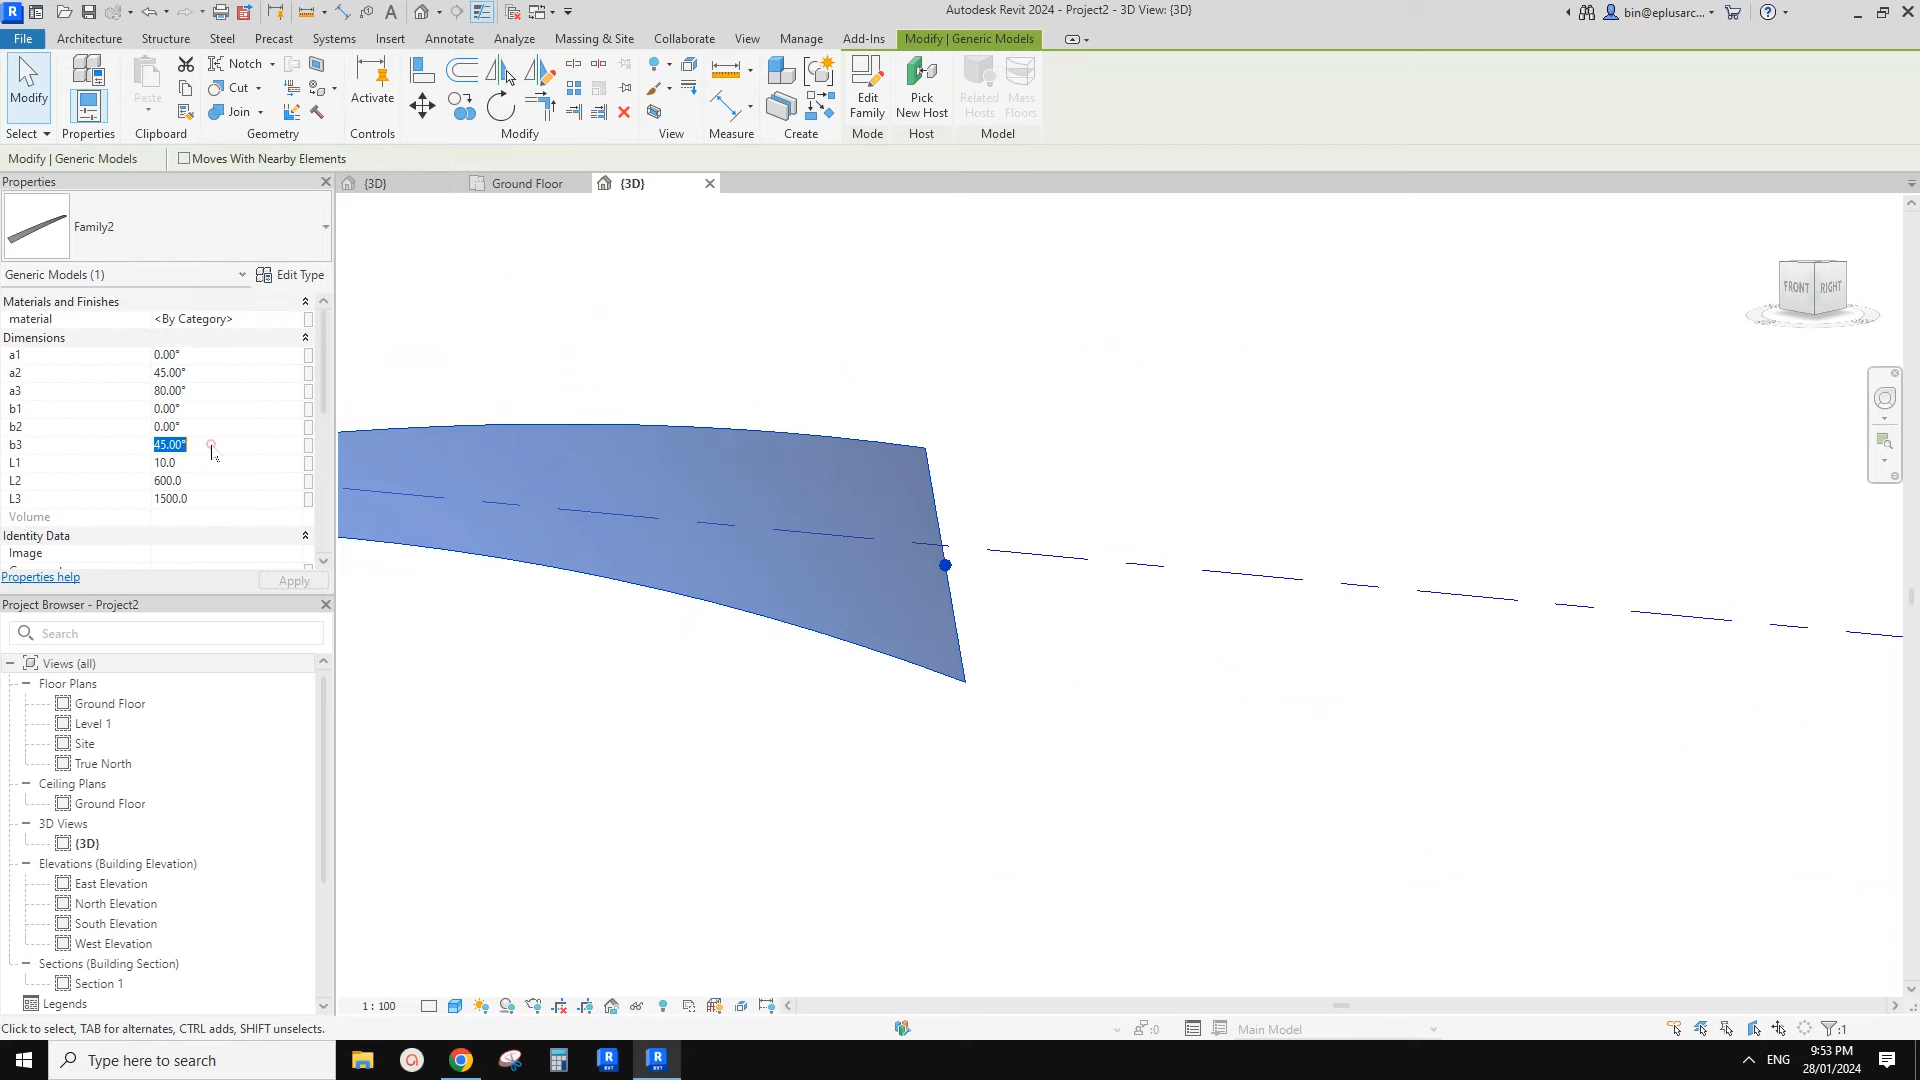 Autodesk Revit 2024 - Project2 - 3D View: {3D}
bin@eplusarc...
File
Architecture
Structure
Steel
Precast
Systems
Insert
Annotate
Analyze
Massing & Site
Collaborate
View
Manage
Add-Ins
Modify | Generic Models
Modify
Paste
Notch
Cut
Join
Activate
Edit
Family
Pick
New Host
Related
Hosts
Mass
Floors
Select
Properties
Clipboard
Geometry
Controls
Modify
View
Measure
Create
Mode
Host
Model
Modify | Generic Models
Moves With Nearby Elements
Properties
{3D}
Ground Floor
{3D}
Family2
Generic Models (1)
Edit Type
Materials and Finishes
material <By Category>
Dimensions
a1 0.00°
a2 45.00°
a3 80.00°
b1 0.00°
b2 0.00°
b3 45.00°
L1 10.0
L2 600.0
L3 1500.0
Volume
Identity Data
Image
Properties help
Apply
FRONT
RIGHT
Project Browser - Project2
Search
Views (all)
Floor Plans
Ground Floor
Level 1
Site
True North
Ceiling Plans
Ground Floor
3D Views
{3D}
Elevations (Building Elevation)
East Elevation
North Elevation
South Elevation
West Elevation
Sections (Building Section)
Section 1
Legends
1 : 100
Click to select, TAB for alternates, CTRL adds, SHIFT unselects.
:0
Main Model
:1
Type here to search
ENG
9:53 PM
28/01/2024